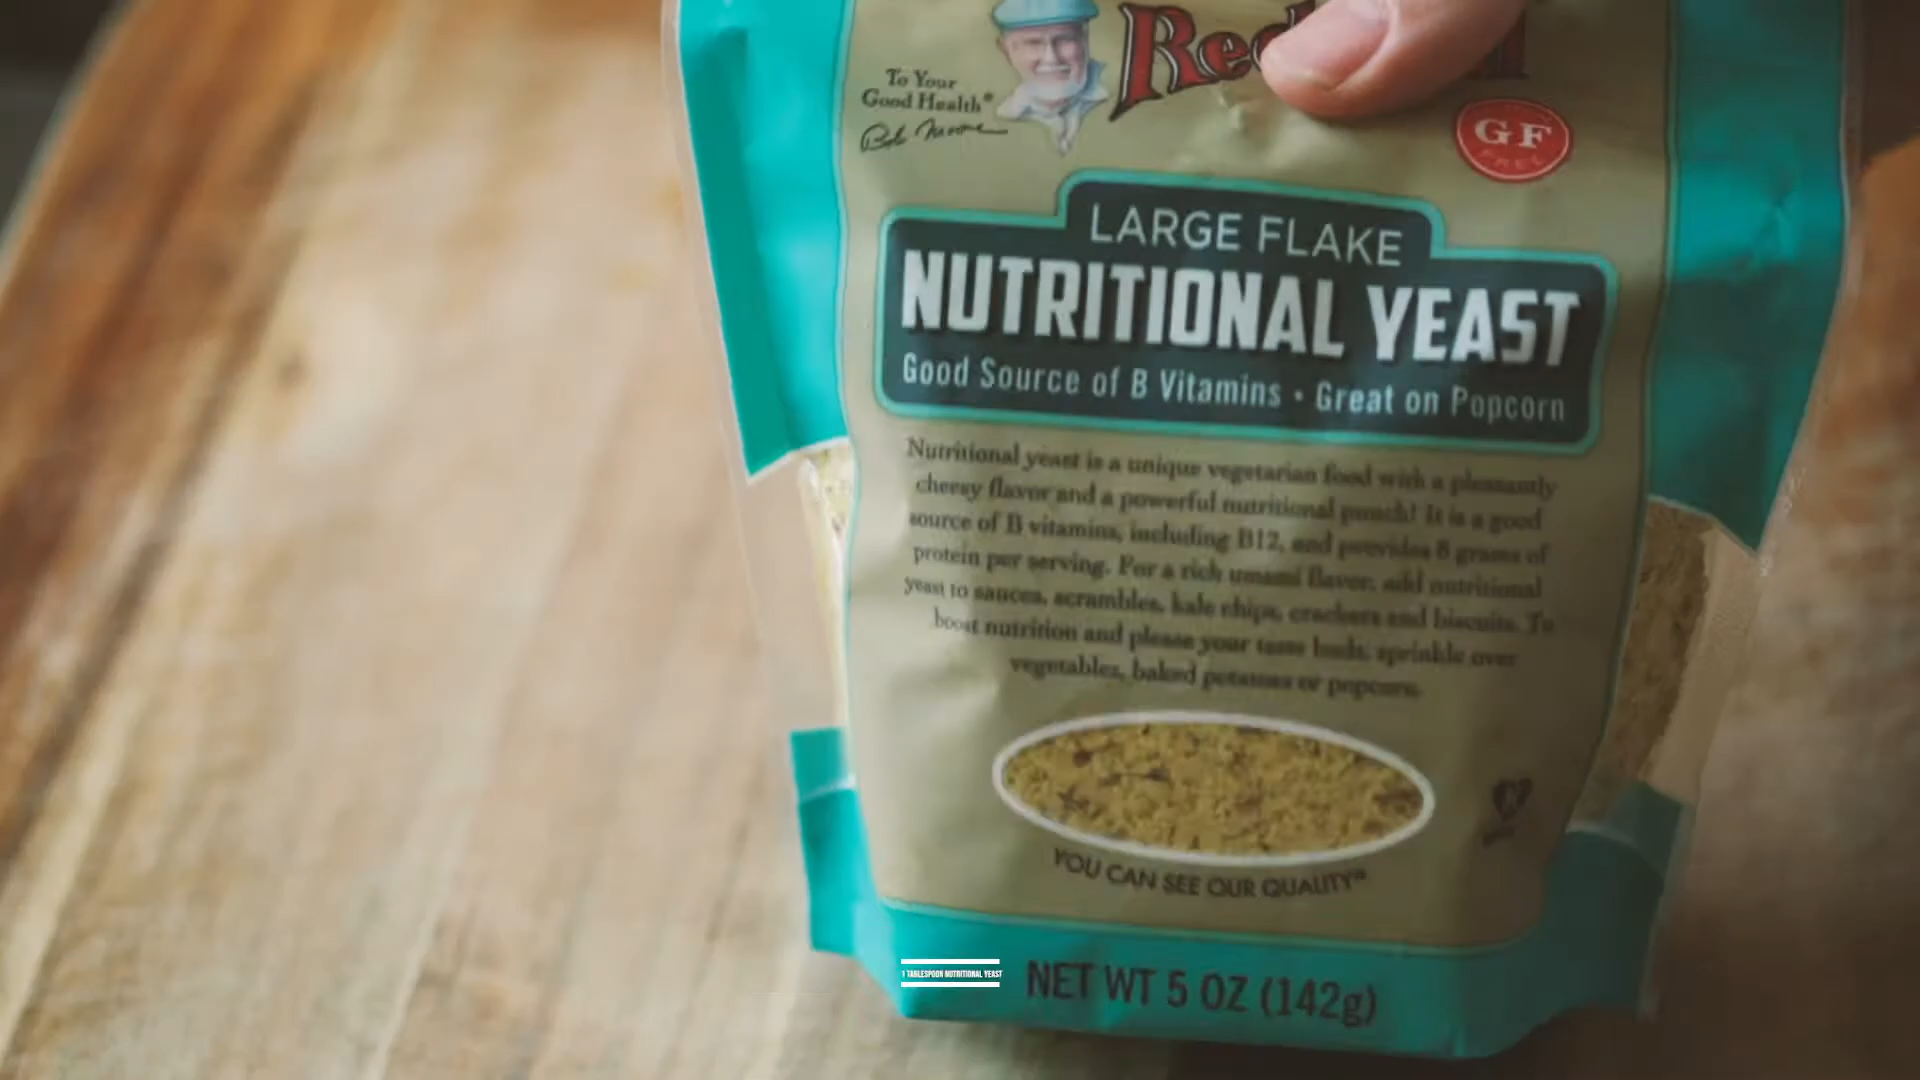 To Your
Good Health®
Bob Moore
Red
GF
FREE
LARGE FLAKE
NUTRITIONAL YEAST
Good Source of B Vitamins • Great on Popcorn
Nutritional yeast is a unique vegetarian food with a pleasantly
cheesy flavor and a powerful nutritional punch! It is a good
source of B vitamins, including B12, and provides 8 grams of
protein per serving. For a rich umami flavor, add nutritional
yeast to sauces, scrambles, kale chips, crackers and biscuits. To
boost nutrition and please your taste buds, sprinkle over
vegetables, baked potatoes or popcorn.
YOU CAN SEE OUR QUALITY®
1 TABLESPOON NUTRITIONAL YEAST
NET WT 5 OZ (142g)